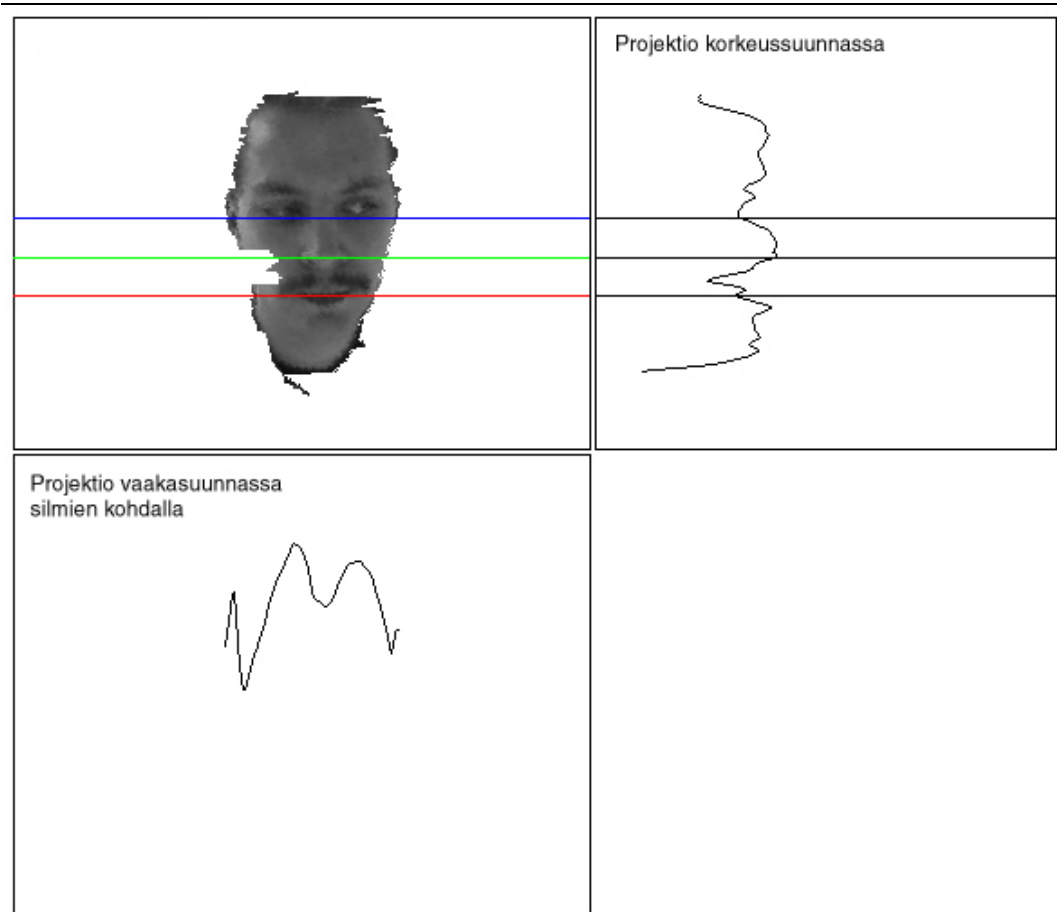 Projektio korkeussuunnassa
Projektio vaakasuunnassa
silmien kohdalla